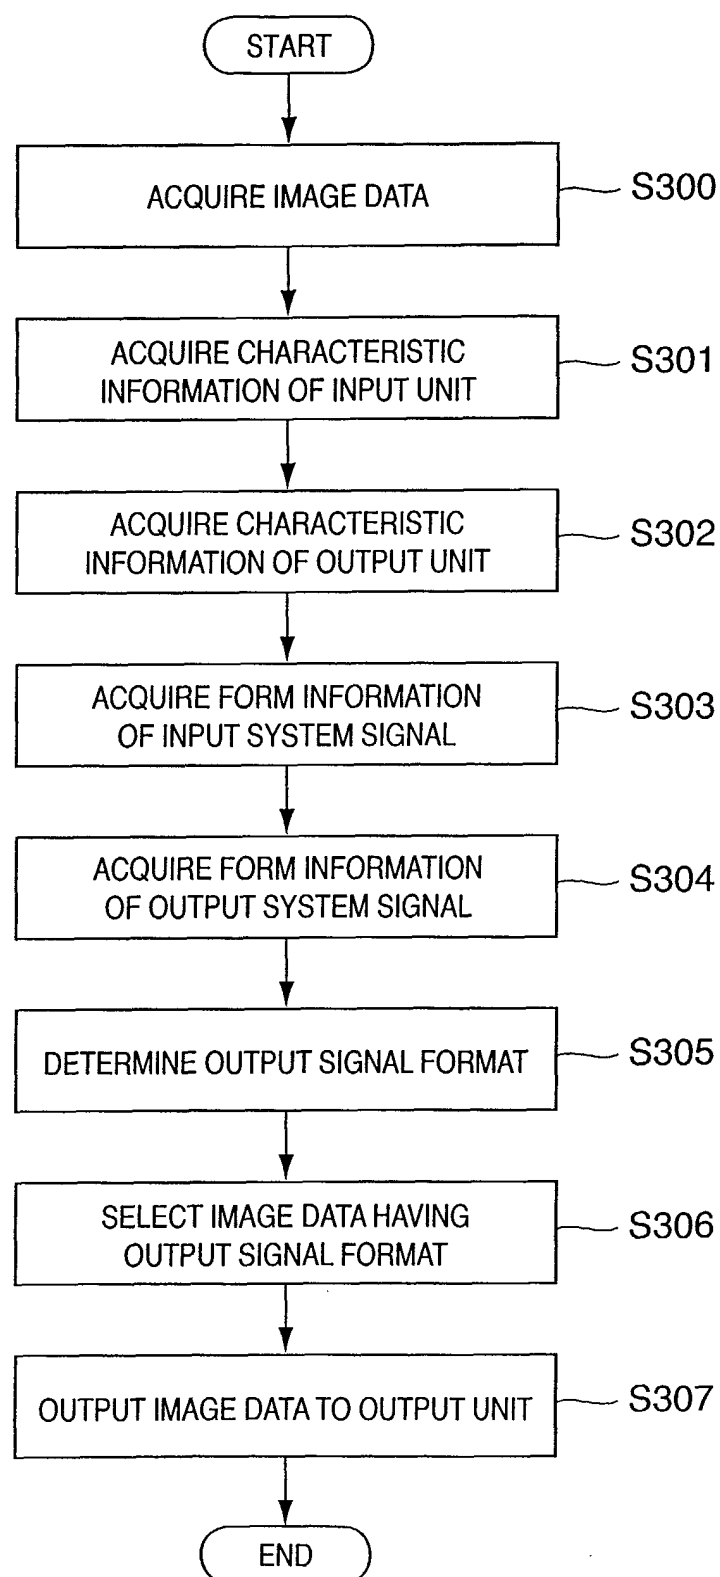 START
ACQUIRE IMAGE DATA
S300
ACQUIRE CHARACTERISTIC
INFORMATION OF INPUT UNIT
S301
ACQUIRE CHARACTERISTIC
INFORMATION OF OUTPUT UNIT
S302
ACQUIRE FORM INFORMATION
OF INPUT SYSTEM SIGNAL
S303
ACQUIRE FORM INFORMATION
OF OUTPUT SYSTEM SIGNAL
S304
DETERMINE OUTPUT SIGNAL FORMAT
S305
SELECT IMAGE DATA HAVING
OUTPUT SIGNAL FORMAT
S306
OUTPUT IMAGE DATA TO OUTPUT UNIT
S307
END